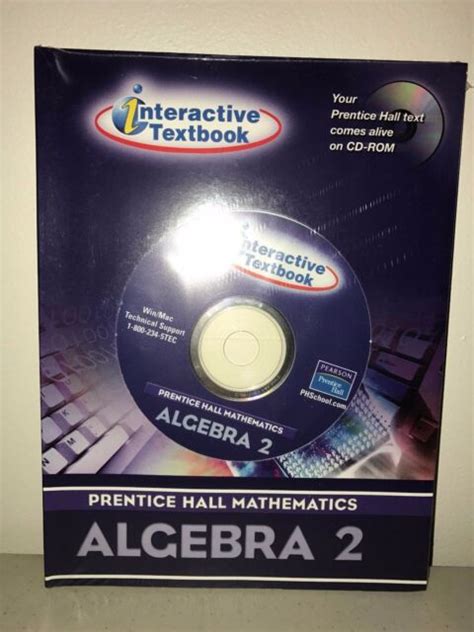 interactive
Textbook
Your
Prentice Hall text
comes alive
on CD-ROM
interactive
Textbook
Win/Mac
Technical Support
1-800-234-5TEC
PEARSON
Prentice
Hall
PHSchool.com
PRENTICE HALL MATHEMATICS
ALGEBRA 2
PRENTICE HALL MATHEMATICS
ALGEBRA 2